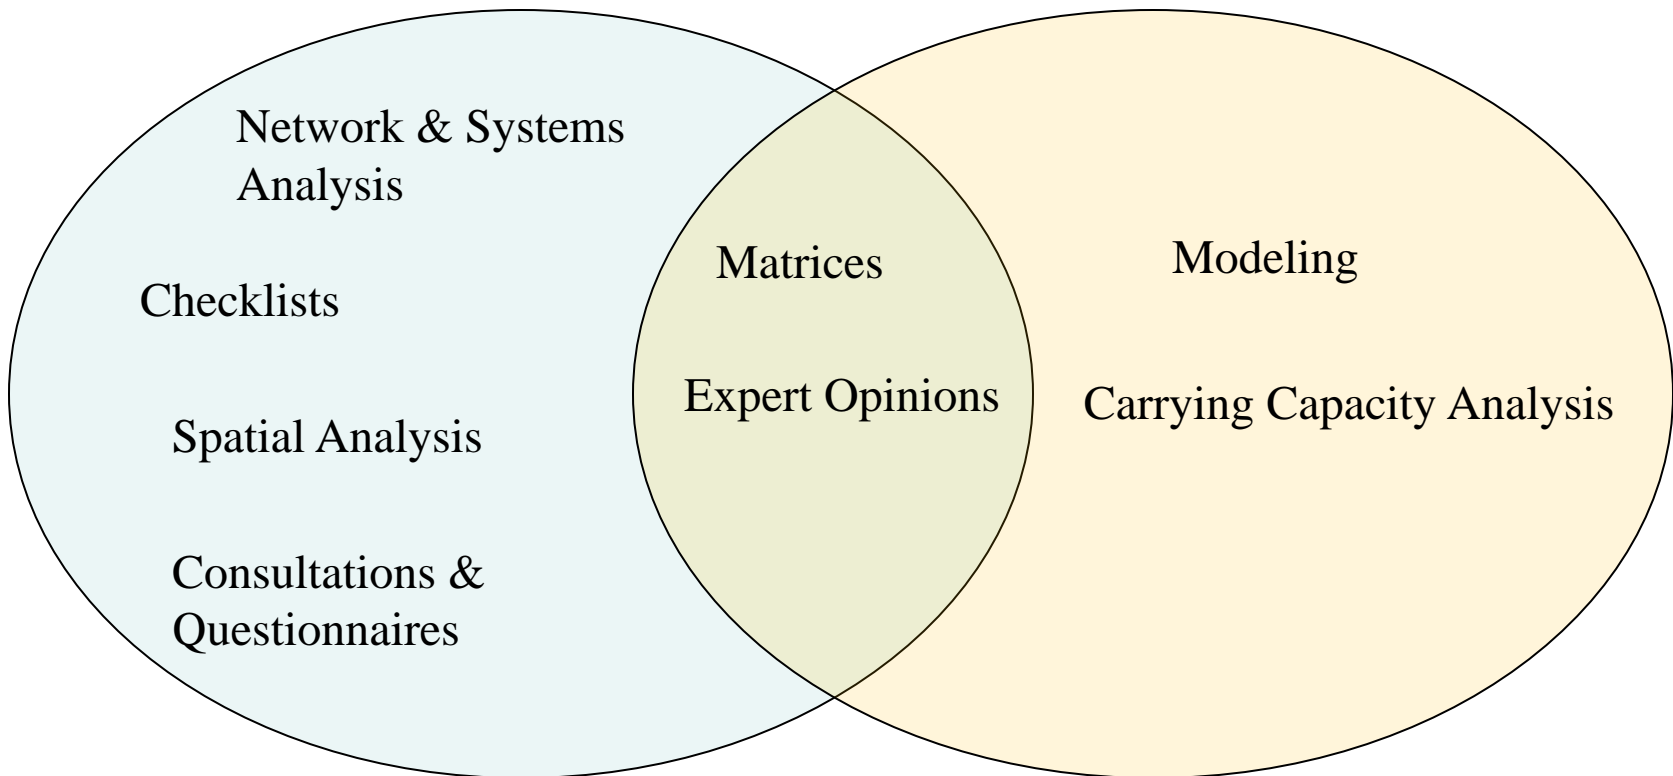 Network & Systems
Analysis
Checklists
Spatial Analysis
Consultations &
Questionnaires
Matrices
Expert Opinions
Modeling
Carrying Capacity Analysis